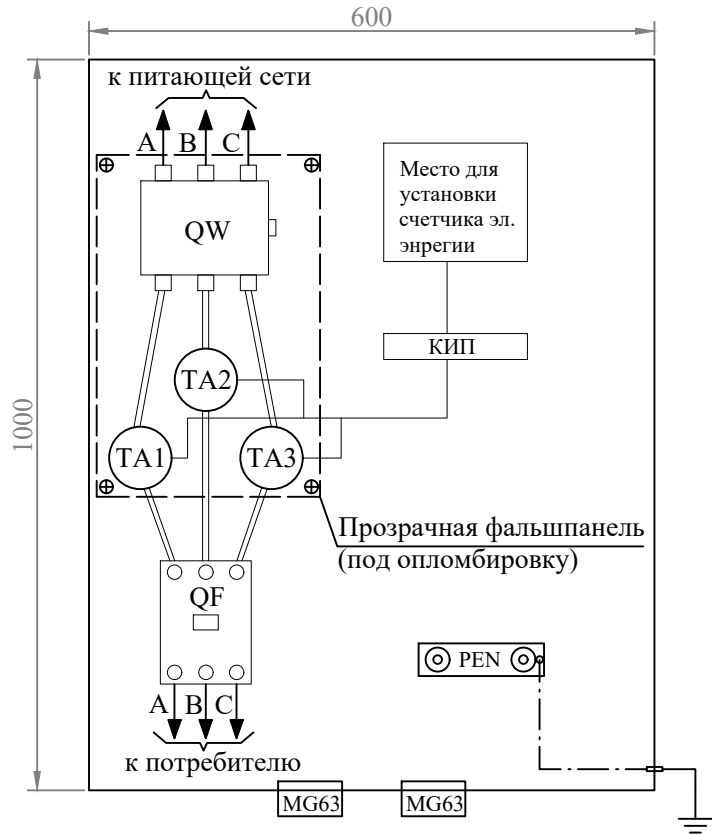 600
к питающей сети
A B C
Место для
установки
счетчика эл.
энрегии
QW
КИП
TA2
1000
TA1 TA3
Прозрачная фальшпанель
(под опломбировку)
QF
PEN
A B C
к потребителю
MG63 MG63